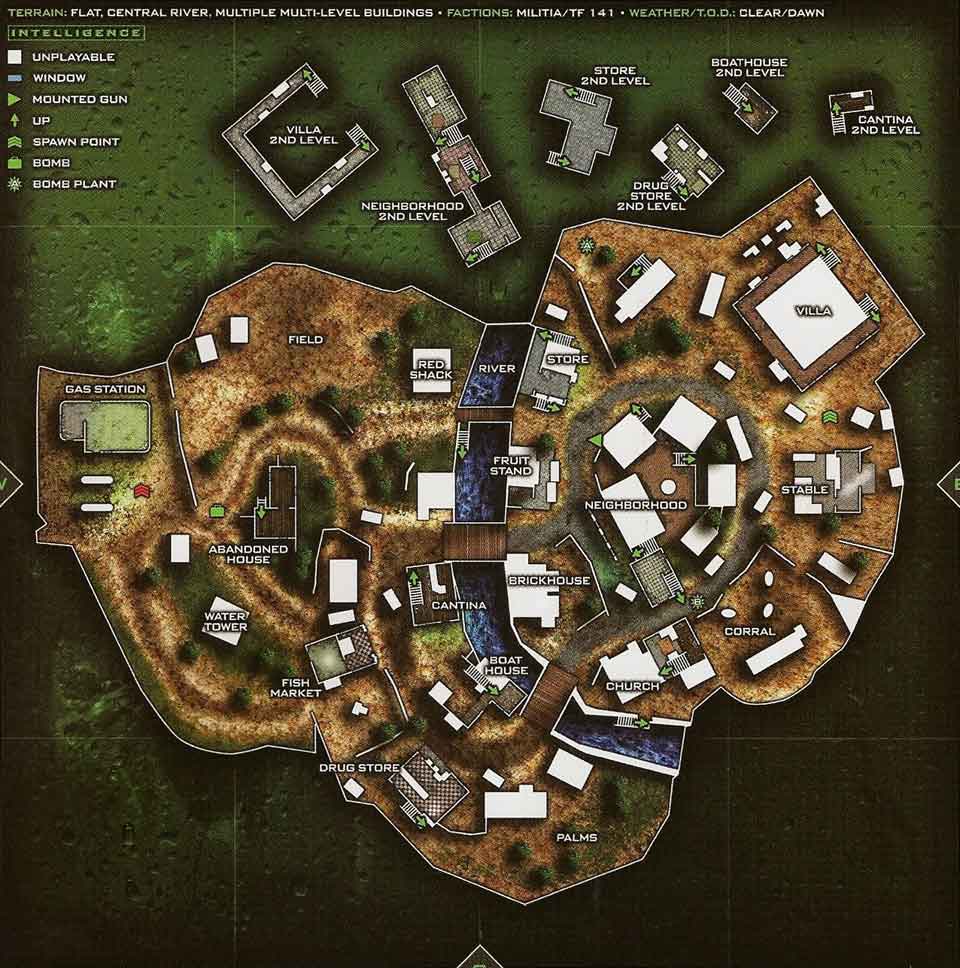 TERRAIN: FLAT, CENTRAL RIVER, MULTIPLE MULTI-LEVEL BUILDINGS • FACTIONS: MILITIA/TF 141 • WEATHER/T.O.D.: CLEAR/DAWN
INTELLIGENCE
UNPLAYABLE
WINDOW
MOUNTED GUN
UP
SPAWN POINT
BOMB
BOMB PLANT
VILLA
2ND LEVEL
NEIGHBORHOOD
2ND LEVEL
STORE
2ND LEVEL
BOATHOUSE
2ND LEVEL
DRUG
STORE
2ND LEVEL
CANTINA
2ND LEVEL
VILLA
FIELD
RED
SHACK
RIVER
STORE
GAS STATION
FRUIT
STAND
NEIGHBORHOOD
STABLE
ABANDONED
HOUSE
BRICKHOUSE
CANTINA
WATER
TOWER
CORRAL
BOAT
HOUSE
FISH
MARKET
CHURCH
DRUG STORE
PALMS